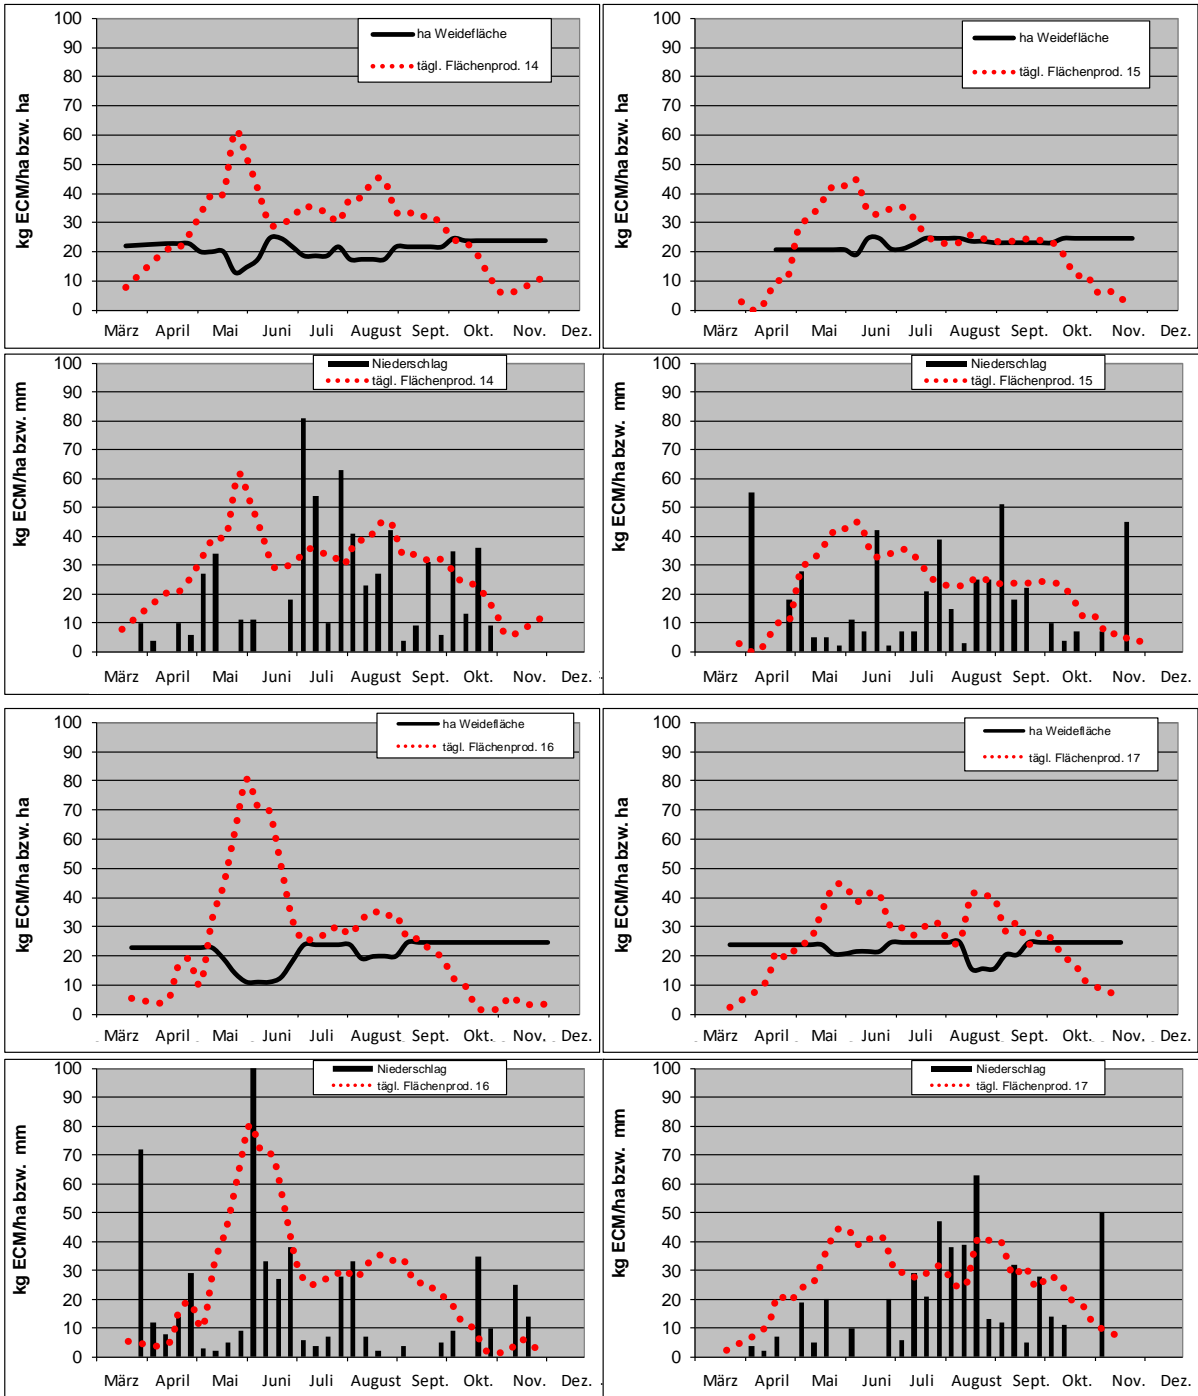 kg ECM/ha bzw. ha
100
90
80
70
60
50
40
30
20
10
0
März April Mai Juni Juli August Sept. Okt. Nov. Dez.
ha Weidefläche
tägl. Flächenprod. 14
100
90
80
70
60
50
40
30
20
10
0
März April Mai Juni Juli August Sept. Okt. Nov. Dez.
kg ECM/ha bzw. ha
ha Weidefläche
tägl. Flächenprod. 15
kg ECM/ha bzw. mm
100
90
80
70
60
50
40
30
20
10
0
März April Mai Juni Juli August Sept. Okt. Nov. Dez.
Niederschlag
tägl. Flächenprod. 14
kg ECM/ha bzw. mm
100
90
80
70
60
50
40
30
20
10
0
März April Mai Juni Juli August Sept. Okt. Nov. Dez.
Niederschlag
tägl. Flächenprod. 15
kg ECM/ha bzw. ha
100
90
80
70
60
50
40
30
20
10
0
März April Mai Juni Juli August Sept. Okt. Nov. Dez.
ha Weidefläche
tägl. Flächenprod. 16
kg ECM/ha bzw. ha
100
90
80
70
60
50
40
30
20
10
0
März April Mai Juni Juli August Sept. Okt. Nov. Dez.
ha Weidefläche
tägl. Flächenprod. 17
kg ECM/ha bzw. mm
100
90
80
70
60
50
40
30
20
10
0
März April Mai Juni Juli August Sept. Okt. Nov. Dez.
Niederschlag
tägl. Flächenprod. 16
kg ECM/ha bzw. mm
100
90
80
70
60
50
40
30
20
10
0
März April Mai Juni Juli August Sept. Okt. Nov. Dez.
Niederschlag
tägl. Flächenprod. 17